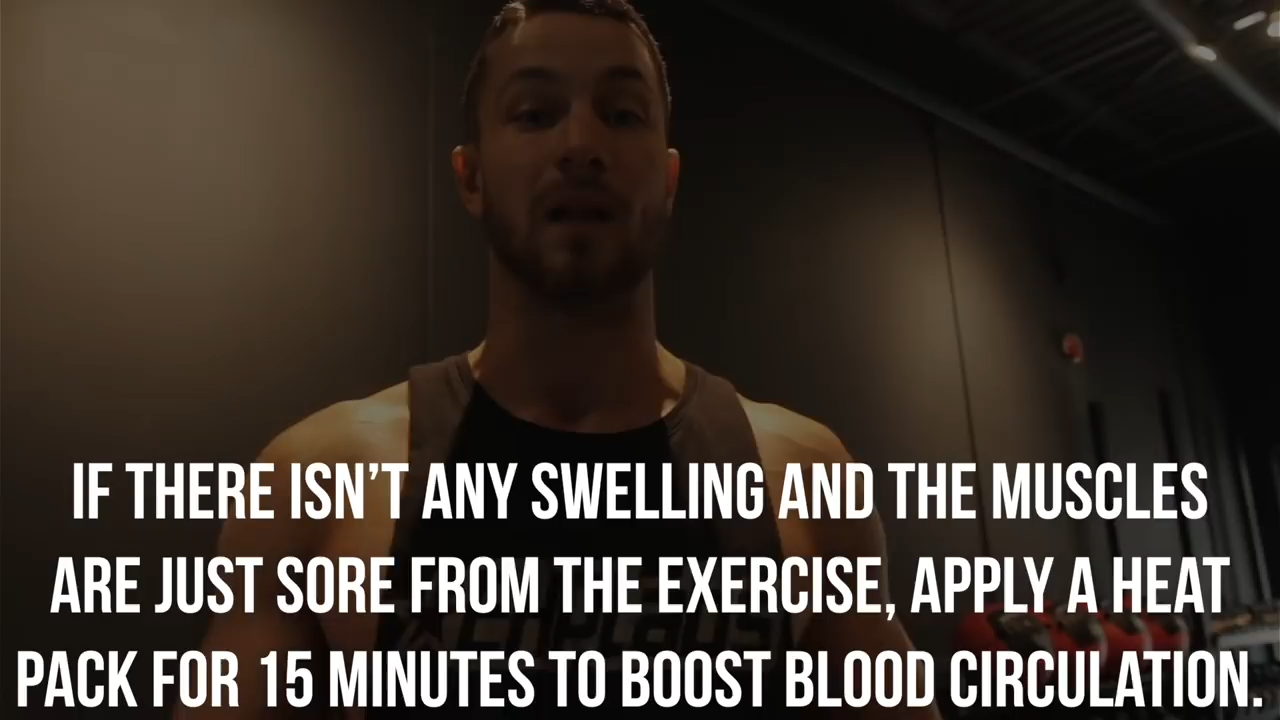 IF THERE ISN’T ANY SWELLING AND THE MUSCLES
ARE JUST SORE FROM THE EXERCISE, APPLY A HEAT
PACK FOR 15 MINUTES TO BOOST BLOOD CIRCULATION.